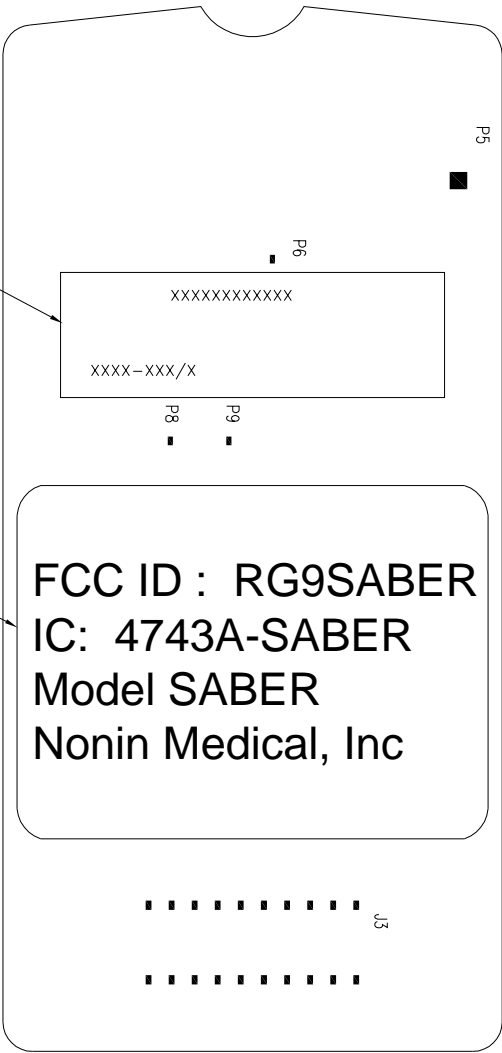 P5
P6
XXXXXXXXXXXX
XXXX-XXX/X
P8
P9
FCC ID : RG9SABER
IC: 4743A-SABER
Model SABER
Nonin Medical, Inc
J3